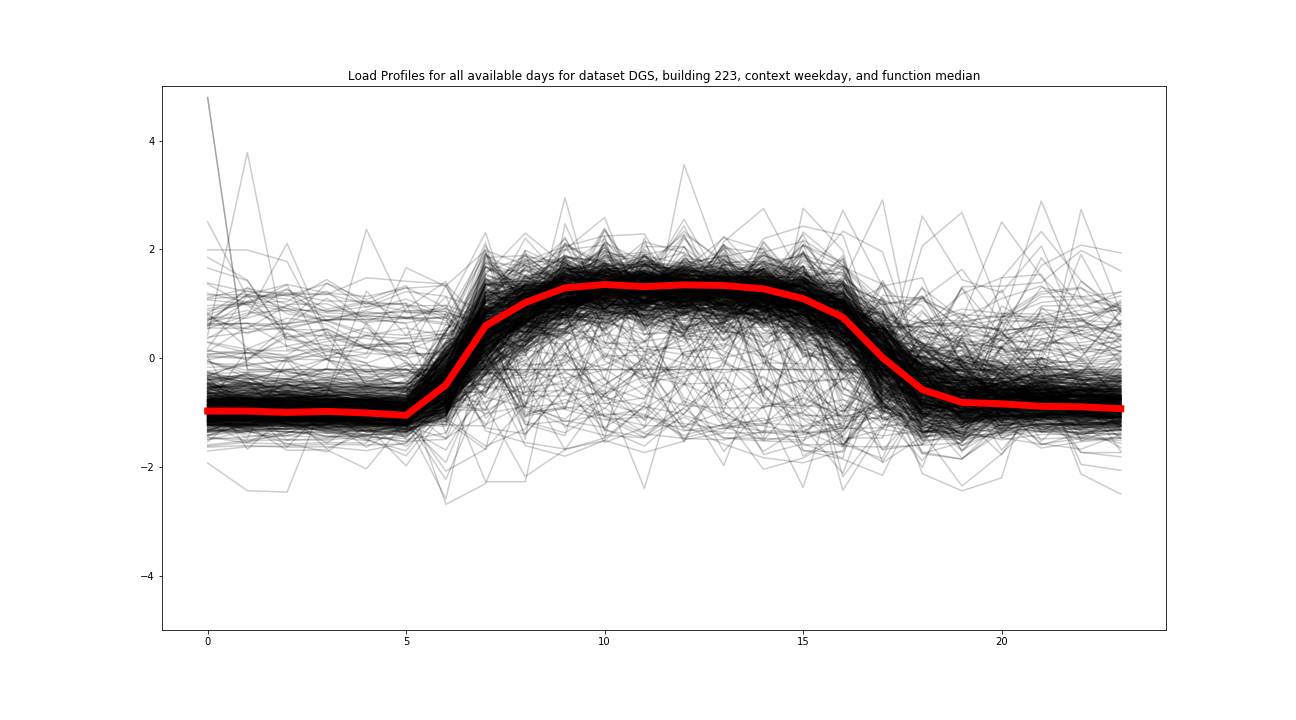 Load Profiles for all available days for dataset DGS, building 223, context weekday, and function median
4
2
0
−2
−4
0 5 10 15 20